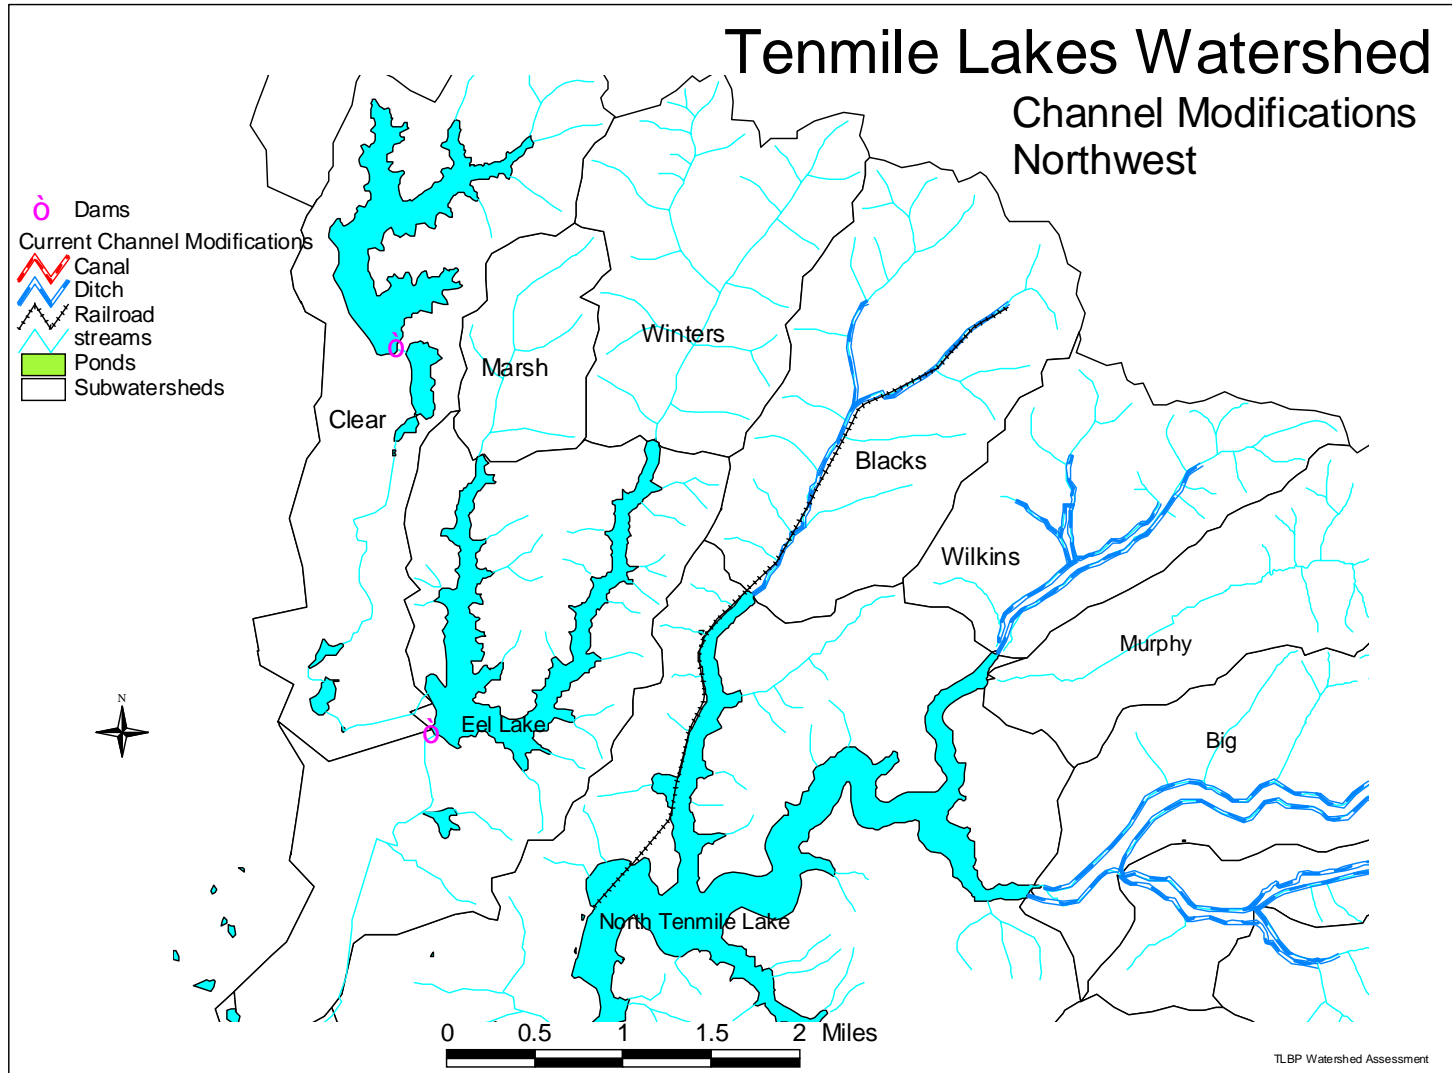 Tenmile Lakes Watershed
Channel Modifications
Northwest
ò Dams
Current Channel Modifications
Canal
Ditch
Railroad
streams
Ponds
Subwatersheds
Winters
Marsh
Clear
Blacks
Wilkins
Murphy
Eel Lake
Big
North Tenmile Lake
N
0 0.5 1 1.5 2 Miles
TLBP Watershed Assessment